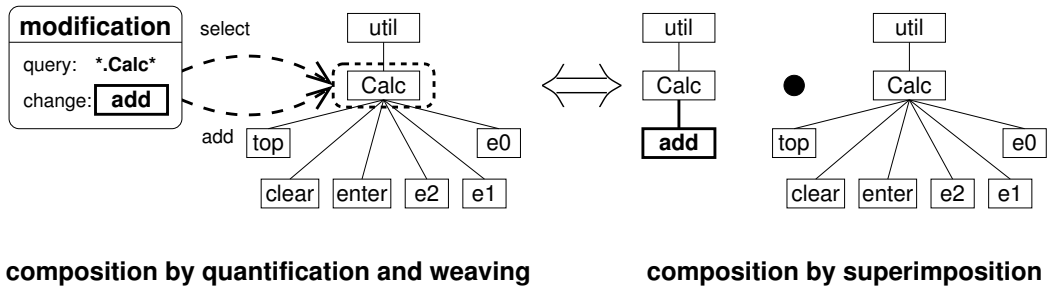 modification
query: *.Calc*
change: add
select
add
util
Calc
top
e0
clear enter e2 e1
util
Calc
add
util
Calc
top
e0
clear enter e2 e1
composition by quantification and weaving
composition by superimposition